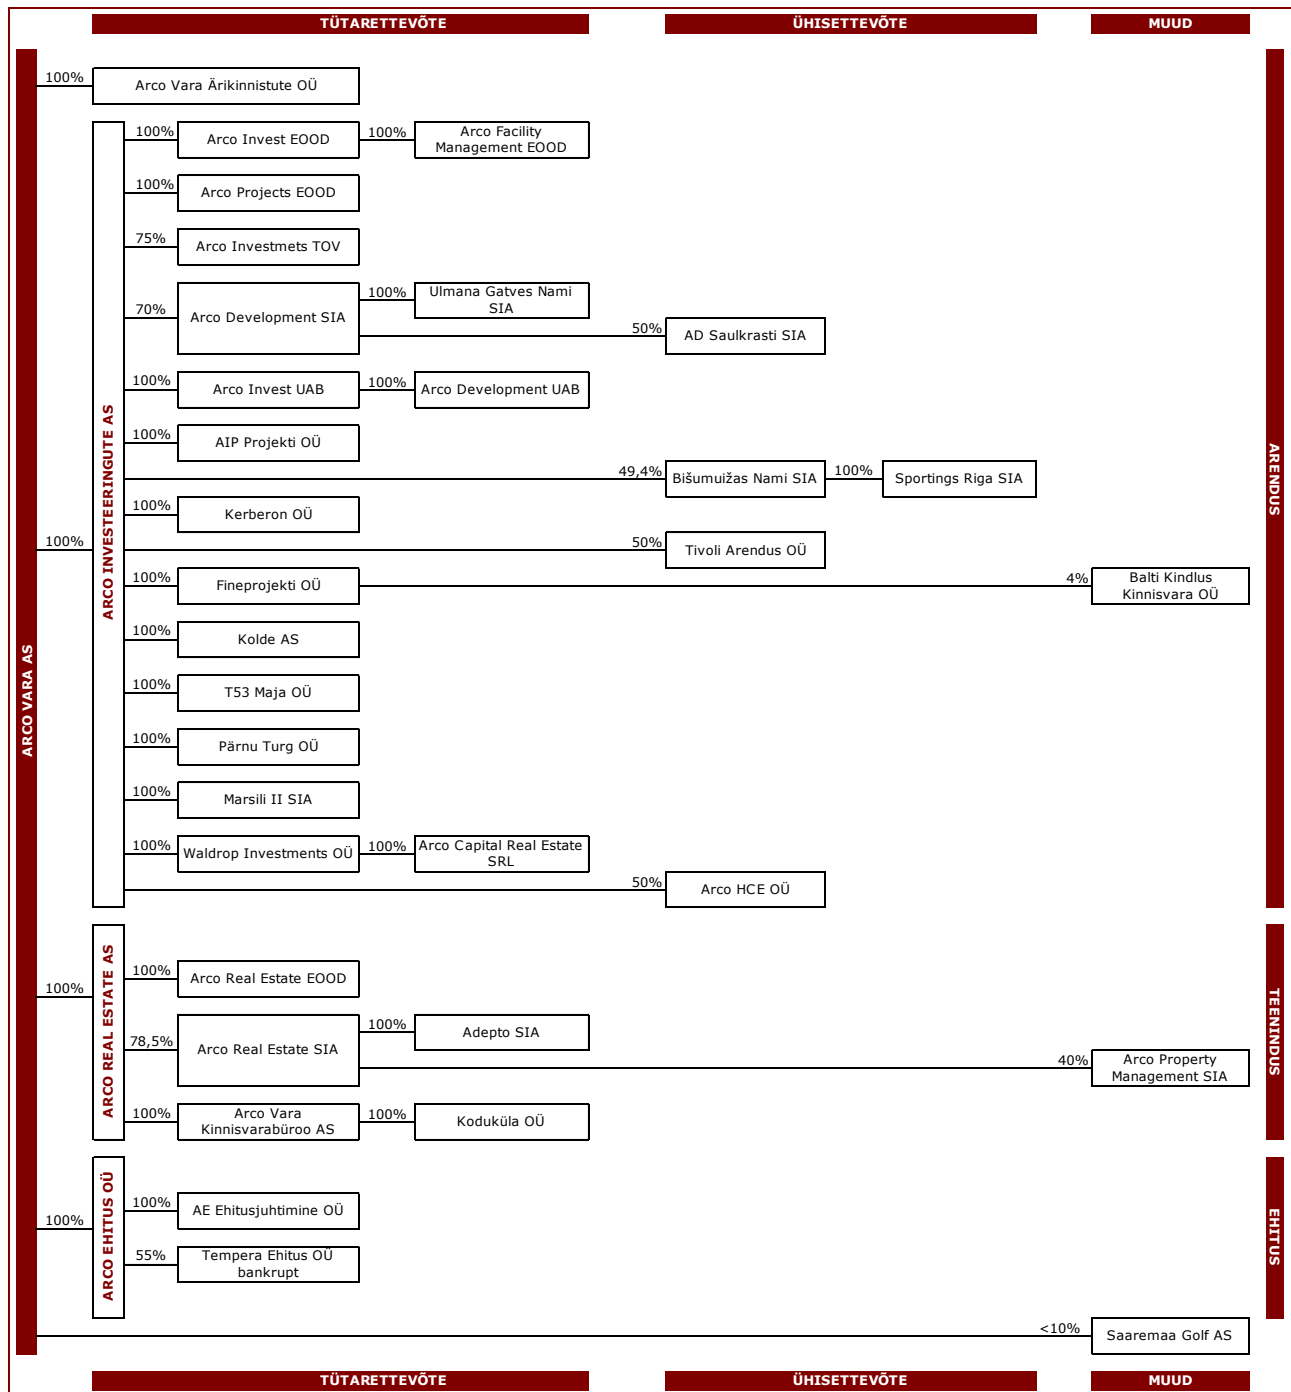 TÜTARETTEVÕTE
ÜHISETTEVÕTE
MUUD
ARCO VARA AS
100%
Arco Vara Ärikinnistute OÜ
100%
ARCO INVESTEERINGUTE AS
ARENDUS
100%
Arco Invest EOOD
100%
Arco Facility
Management EOOD
100%
Arco Projects EOOD
75%
Arco Investmets TOV
70%
Arco Development SIA
100%
Ulmana Gatves Nami
SIA
50%
AD Saulkrasti SIA
100%
Arco Invest UAB
100%
Arco Development UAB
100%
AIP Projekti OÜ
49,4%
Bišumuižas Nami SIA
100%
Sportings Riga SIA
100%
Kerberon OÜ
50%
Tivoli Arendus OÜ
100%
Fineprojekti OÜ
4%
Balti Kindlus
Kinnisvara OÜ
100%
Kolde AS
100%
T53 Maja OÜ
100%
Pärnu Turg OÜ
100%
Marsili II SIA
100%
Waldrop Investments OÜ
100%
Arco Capital Real Estate
SRL
50%
Arco HCE OÜ
100%
ARCO REAL ESTATE AS
TEENINDUS
100%
Arco Real Estate EOOD
78,5%
Arco Real Estate SIA
100%
Adepto SIA
40%
Arco Property
Management SIA
100%
Arco Vara
Kinnisvarabüroo AS
100%
Koduküla OÜ
100%
ARCO EHITUS OÜ
EHITUS
100%
AE Ehitusjuhtimine OÜ
55%
Tempera Ehitus OÜ
bankrupt
<10%
Saaremaa Golf AS
TÜTARETTEVÕTE
ÜHISETTEVÕTE
MUUD